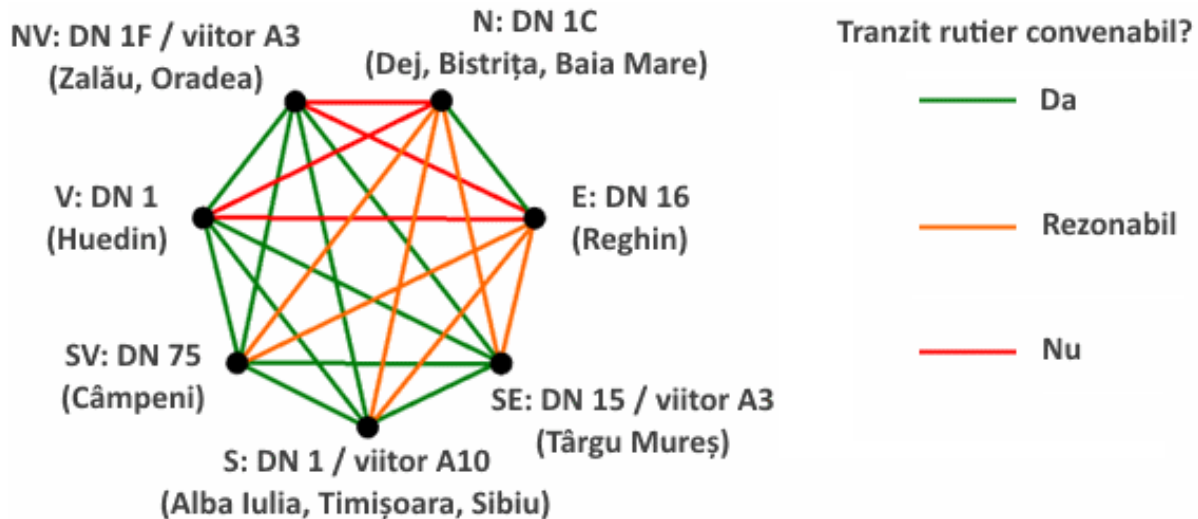 NV: DN 1F / viitor A3
(Zalău, Oradea)
N: DN 1C
(Dej, Bistrița, Baia Mare)
Tranzit rutier convenabil?
Da
V: DN 1
(Huedin)
E: DN 16
(Reghin)
Rezonabil
SV: DN 75
(Câmpeni)
Nu
SE: DN 15 / viitor A3
(Târgu Mureș)
S: DN 1 / viitor A10
(Alba Iulia, Timișoara, Sibiu)